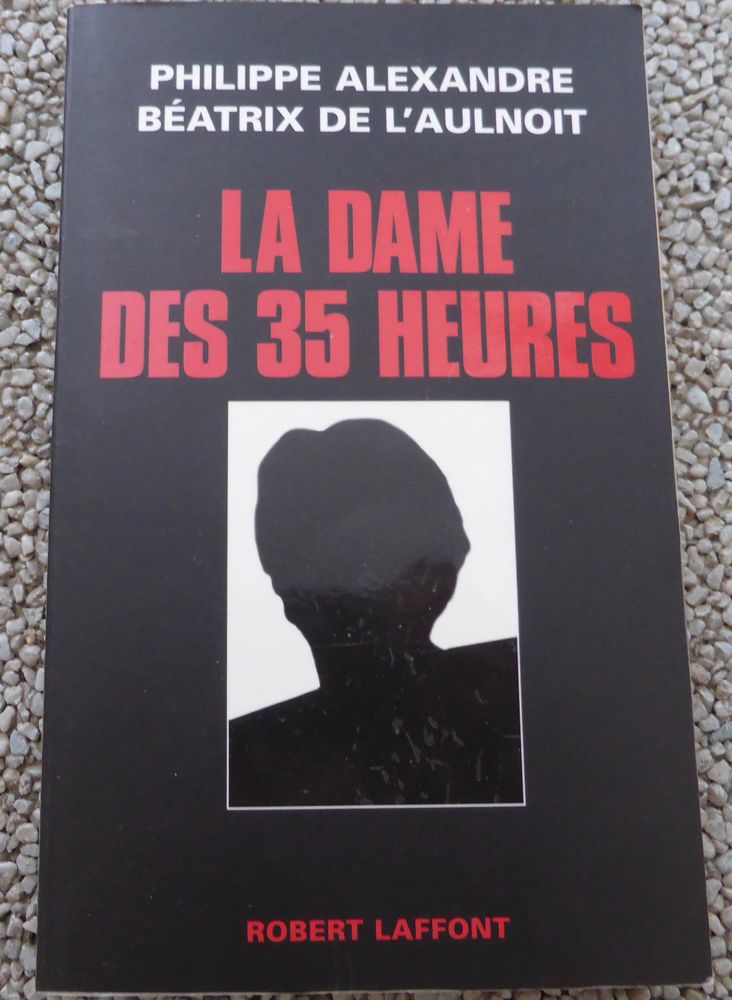 PHILIPPE ALEXANDRE
BÉATRIX DE L'AULNOIT
LA DAME
DES 35 HEURES
ROBERT LAFFONT